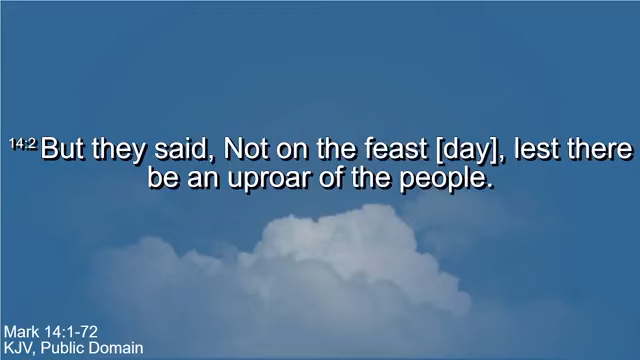 14:2 But they said, Not on the feast [day], lest there
be an uproar of the people.
Mark 14:1-72
KJV, Public Domain